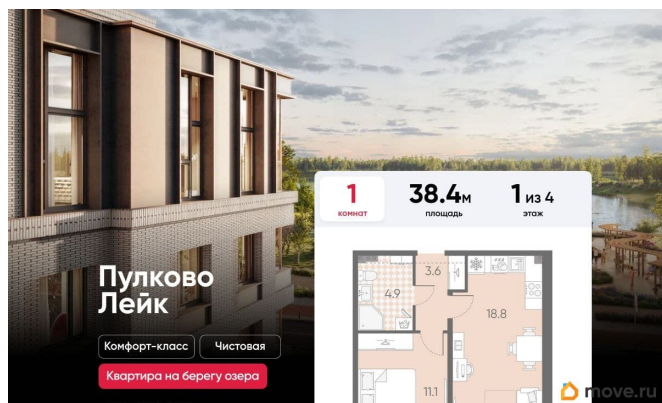 1
комнат
38.4м
площадь
1 из 4
этаж
Пулково
Лейк
Комфорт-класс
Чистовая
Квартира на берегу озера
4.9
3.6
18.8
11.1
move.ru